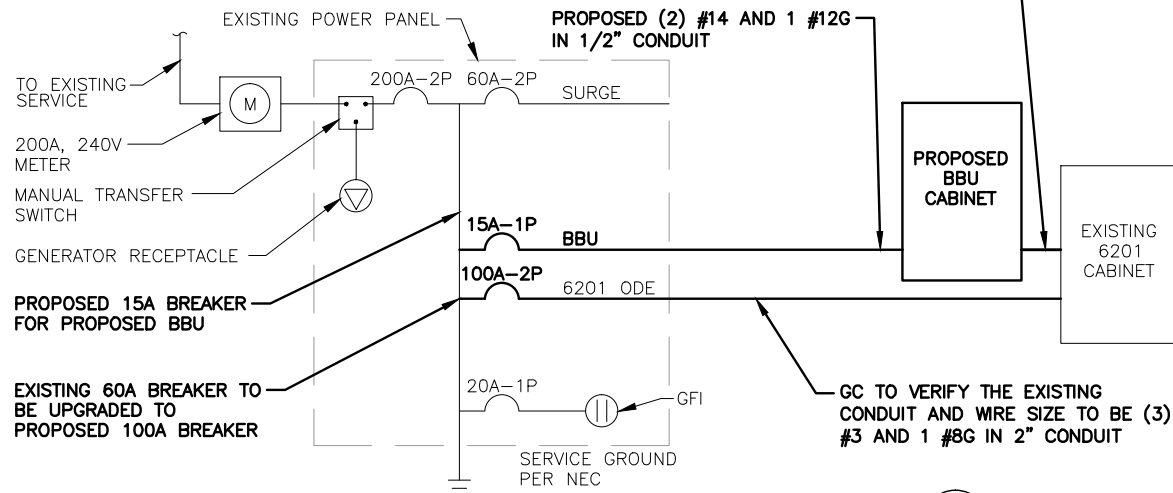 EXISTING POWER PANEL
PROPOSED (2) #14 AND 1 #12G
IN 1/2" CONDUIT
TO EXISTING
SERVICE
M
200A-2P
60A-2P
SURGE
200A, 240V
METER
MANUAL TRANSFER
SWITCH
GENERATOR RECEPTACLE
PROPOSED
BBU
CABINET
15A-1P
BBU
EXISTING
6201
CABINET
100A-2P
6201 ODE
PROPOSED 15A BREAKER
FOR PROPOSED BBU
EXISTING 60A BREAKER TO
BE UPGRADED TO
PROPOSED 100A BREAKER
20A-1P
GFI
GC TO VERIFY THE EXISTING
CONDUIT AND WIRE SIZE TO BE (3)
#3 AND 1 #8G IN 2" CONDUIT
SERVICE GROUND
PER NEC